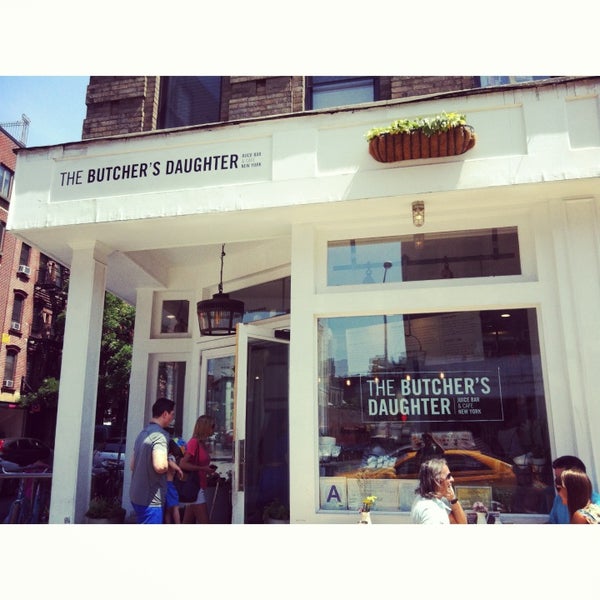 THE BUTCHER'S DAUGHTER
JUICE BAR
& CAFE
NEW YORK
THE BUTCHER'S
DAUGHTER
JUICE BAR
& CAFE
NEW YORK
A